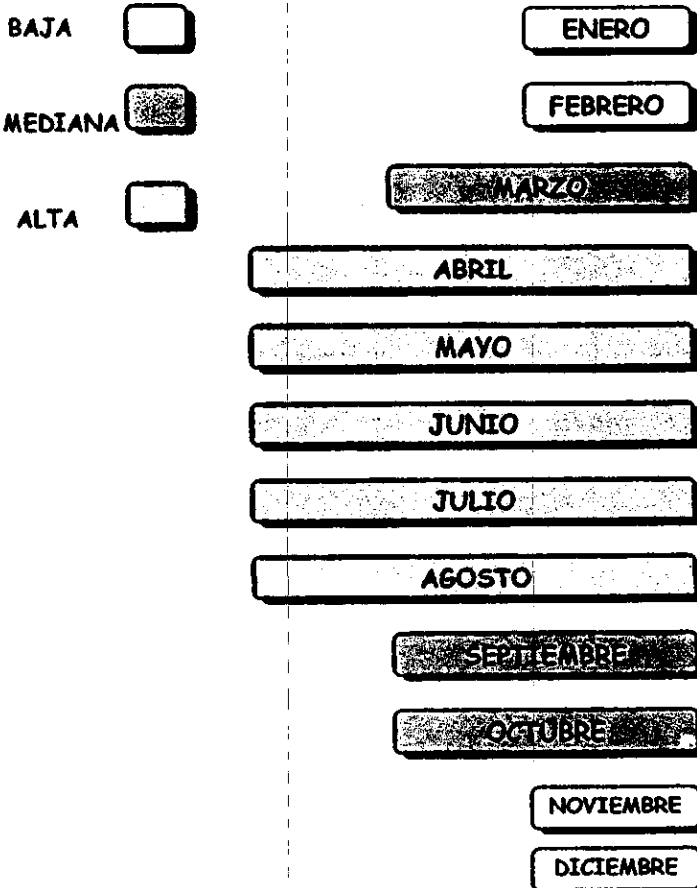 BAJA
ENERO
FEBRERO
MEDIANA
MARZO
ALTA
ABRIL
MAYO
JUNIO
JULIO
AGOSTO
SEPTIEMBRE
OCTUBRE
NOVIEMBRE
DICIEMBRE